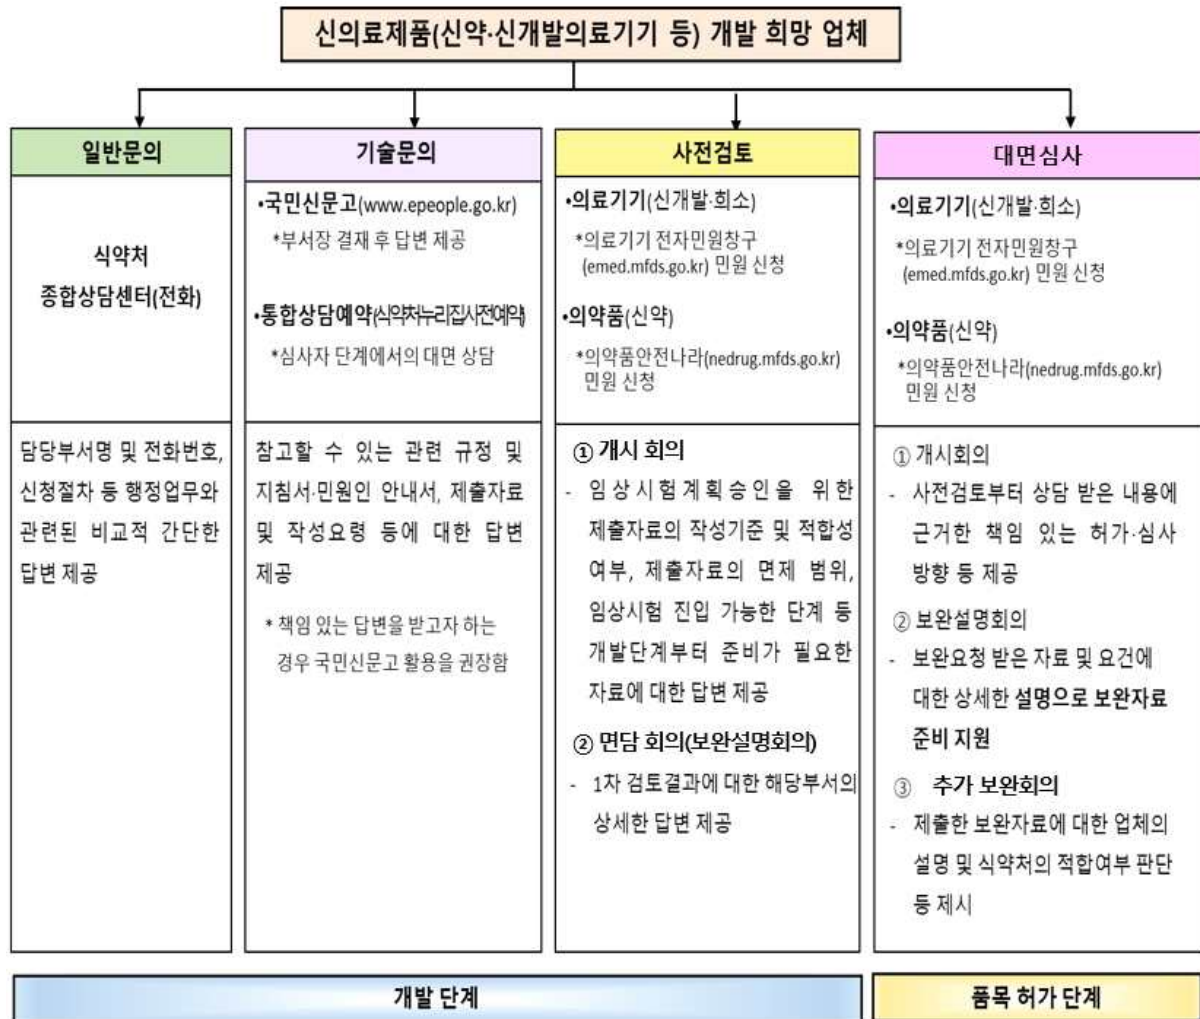 신의료제품(신약·신개발의료기기 등) 개발 희망 업체
일반문의
식약처
종합상담센터(전화)
담당부서명 및 전화번호,
신청절차 등 행정업무와
관련된 비교적 간단한
답변 제공
기술문의
•국민신문고(www.epeople.go.kr)
*부서장 결재 후 답변 제공
•통합상담예약(식약처누리집사전예약)
*심사자 단계에서의 대면 상담
참고할 수 있는 관련 규정 및
지침서·민원인 안내서, 제출자료
및 작성요령 등에 대한 답변
제공
* 책임 있는 답변을 받고자 하는
경우 국민신문고 활용을 권장함
사전검토
•의료기기(신개발·희소)
*의료기기 전자민원창구
(emed.mfds.go.kr) 민원 신청
•의약품(신약)
*의약품안전나라(nedrug.mfds.go.kr)
민원 신청
① 개시 회의
- 임상시험계획승인을 위한
제출자료의 작성기준 및 적합성
여부, 제출자료의 면제 범위,
임상시험 진입 가능한 단계 등
개발단계부터 준비가 필요한
자료에 대한 답변 제공
② 면담 회의(보완설명회의)
- 1차 검토결과에 대한 해당부서의
상세한 답변 제공
대면심사
•의료기기(신개발·희소)
*의료기기 전자민원창구
(emed.mfds.go.kr) 민원 신청
•의약품(신약)
*의약품안전나라(nedrug.mfds.go.kr)
민원 신청
① 개시회의
- 사전검토부터 상담 받은 내용에
근거한 책임 있는 허가·심사
방향 등 제공
② 보완설명회의
- 보완요청 받은 자료 및 요건에
대한 상세한 설명으로 보완자료
준비 지원
③ 추가 보완회의
- 제출한 보완자료에 대한 업체의
설명 및 식약처의 적합여부 판단
등 제시
개발 단계
품목 허가 단계